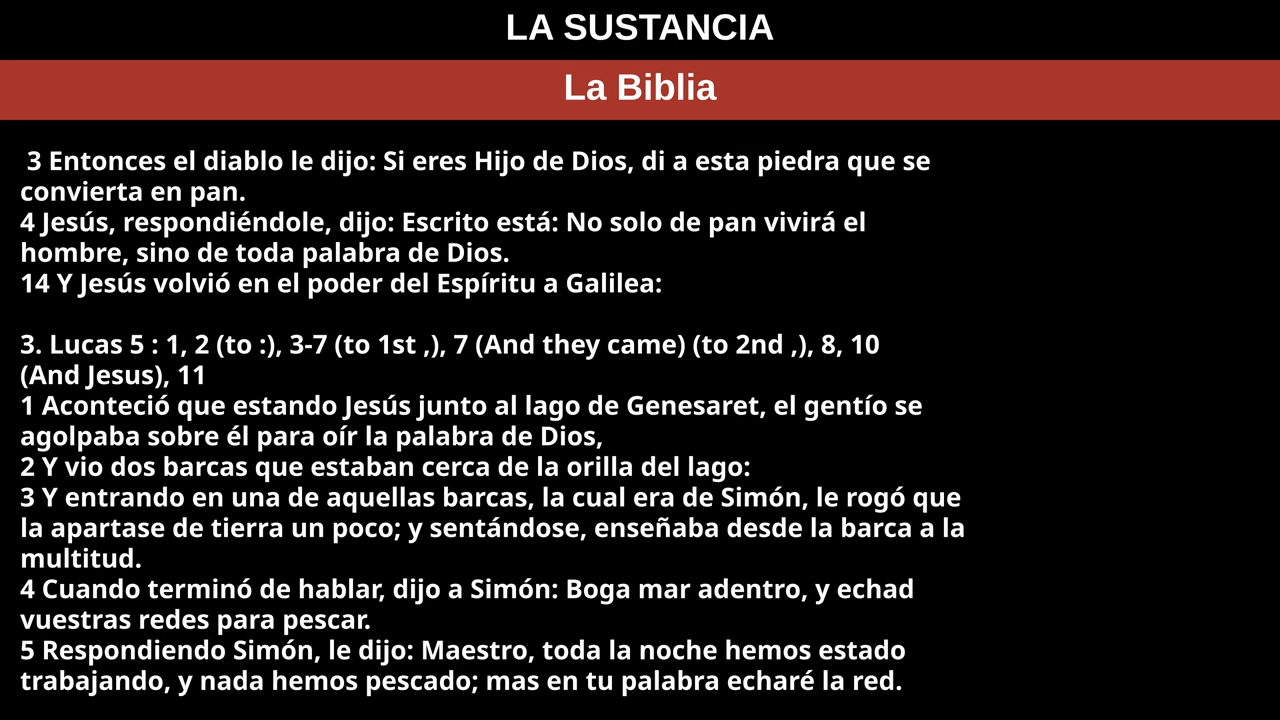 LA SUSTANCIA
La Biblia
3 Entonces el diablo le dijo: Si eres Hijo de Dios, di a esta piedra que se
convierta en pan.
4 Jesús, respondiéndole, dijo: Escrito está: No solo de pan vivirá el
hombre, sino de toda palabra de Dios.
14 Y Jesús volvió en el poder del Espíritu a Galilea:
3. Lucas 5 : 1, 2 (to :), 3-7 (to 1st ,), 7 (And they came) (to 2nd ,), 8, 10
(And Jesus), 11
1 Aconteció que estando Jesús junto al lago de Genesaret, el gentío se
agolpaba sobre él para oír la palabra de Dios,
2 Y vio dos barcas que estaban cerca de la orilla del lago:
3 Y entrando en una de aquellas barcas, la cual era de Simón, le rogó que
la apartase de tierra un poco; y sentándose, enseñaba desde la barca a la
multitud.
4 Cuando terminó de hablar, dijo a Simón: Boga mar adentro, y echad
vuestras redes para pescar.
5 Respondiendo Simón, le dijo: Maestro, toda la noche hemos estado
trabajando, y nada hemos pescado; mas en tu palabra echaré la red.